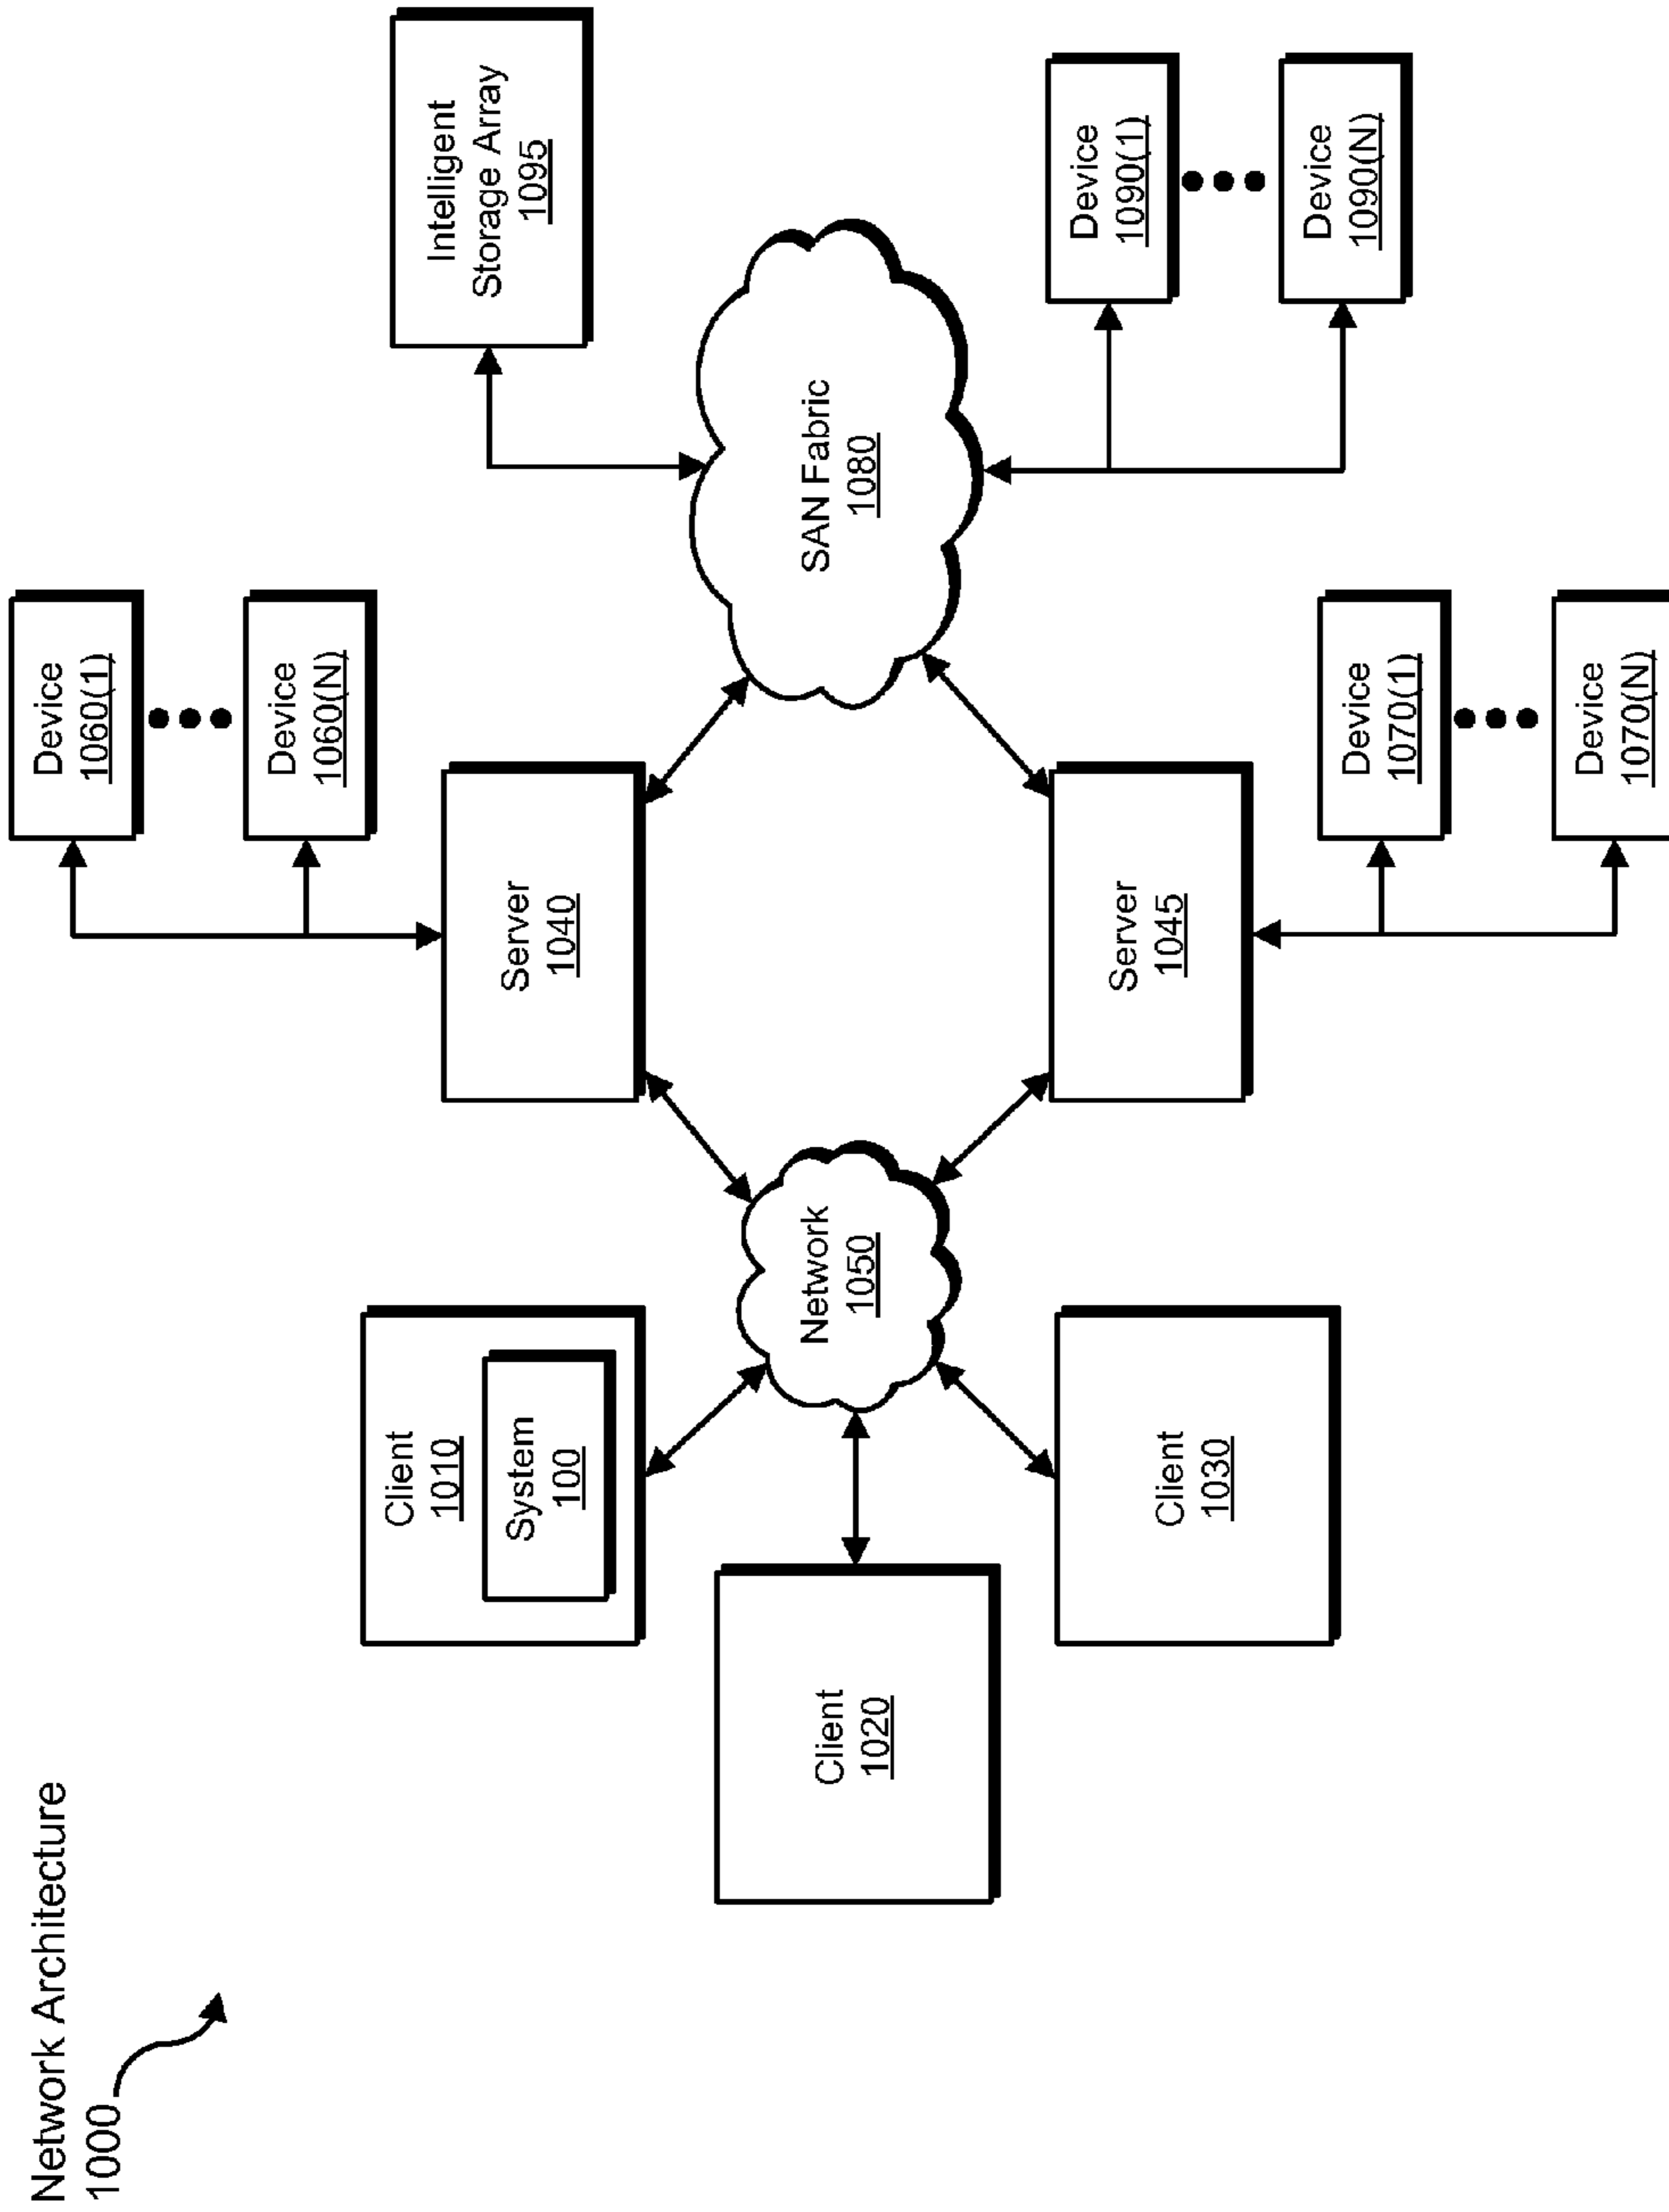 Network Architecture
1000
Device
1060(1)
Device
1060(N)
Intelligent
Storage Array
1095
Client
1010
System
100
Server
1040
Client
1020
Network
1050
SAN Fabric
1080
Client
1030
Server
1045
Device
1090(1)
Device
1090(N)
Device
1070(1)
Device
1070(N)